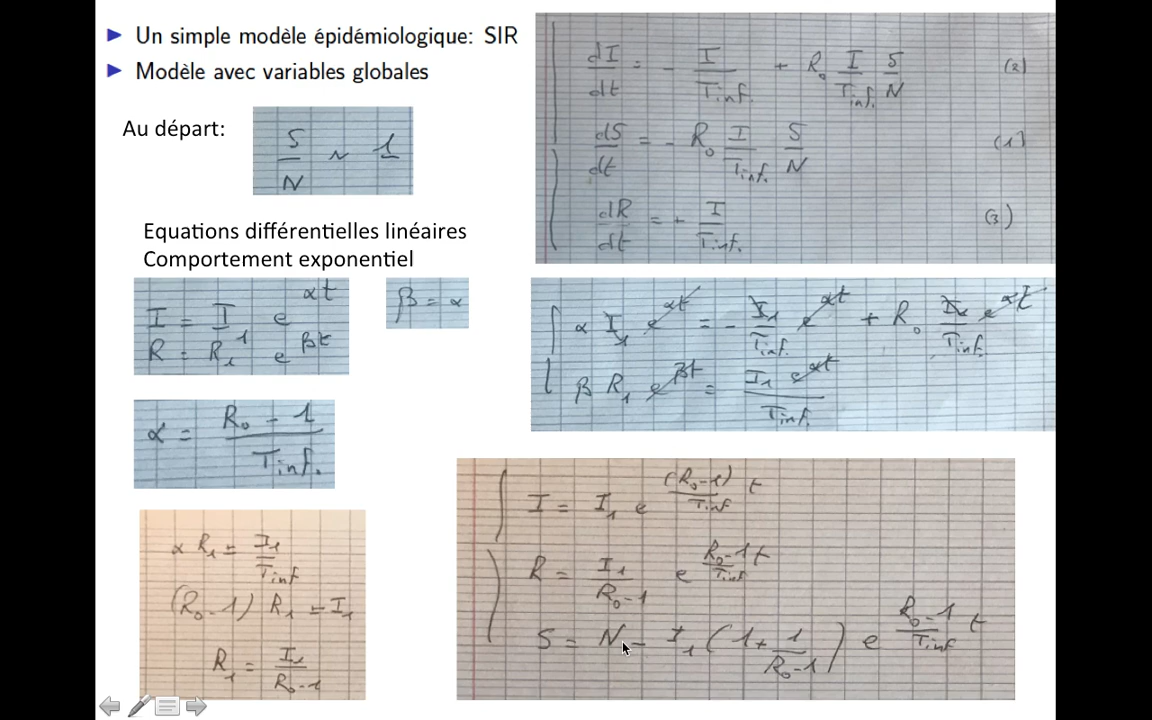 ▶ Un simple modèle épidémiologique: SIR
▶ Modèle avec variables globales
Au départ:
S/N ~ 1
Equations différentielles linéaires
Comportement exponentiel
I = I₁ e^αt
R = R₁ e^βt
β = α
α = (R₀ - 1)/Tinf.
α R₁ = I₁/Tinf
(R₀ - 1) R₁ = I₁
R₁ = I₁/(R₀ - 1)
dI/dt = - I/Tinf. + R₀ I/Tinf. S/N (2)
dS/dt = - R₀ I/Tinf. S/N (1)
dR/dt = + I/Tinf. (3)
α I₁ e^αt = - I₁/Tinf. e^αt + R₀ I₁/Tinf. e^αt
β R₁ e^βt = I₁ e^αt/Tinf.
I = I₁ e^((R₀-1)/Tinf t)
R = I₁/(R₀-1) e^((R₀-1)/Tinf t)
S = N - I₁ (1 + 1/(R₀-1)) e^((R₀-1)/Tinf t)